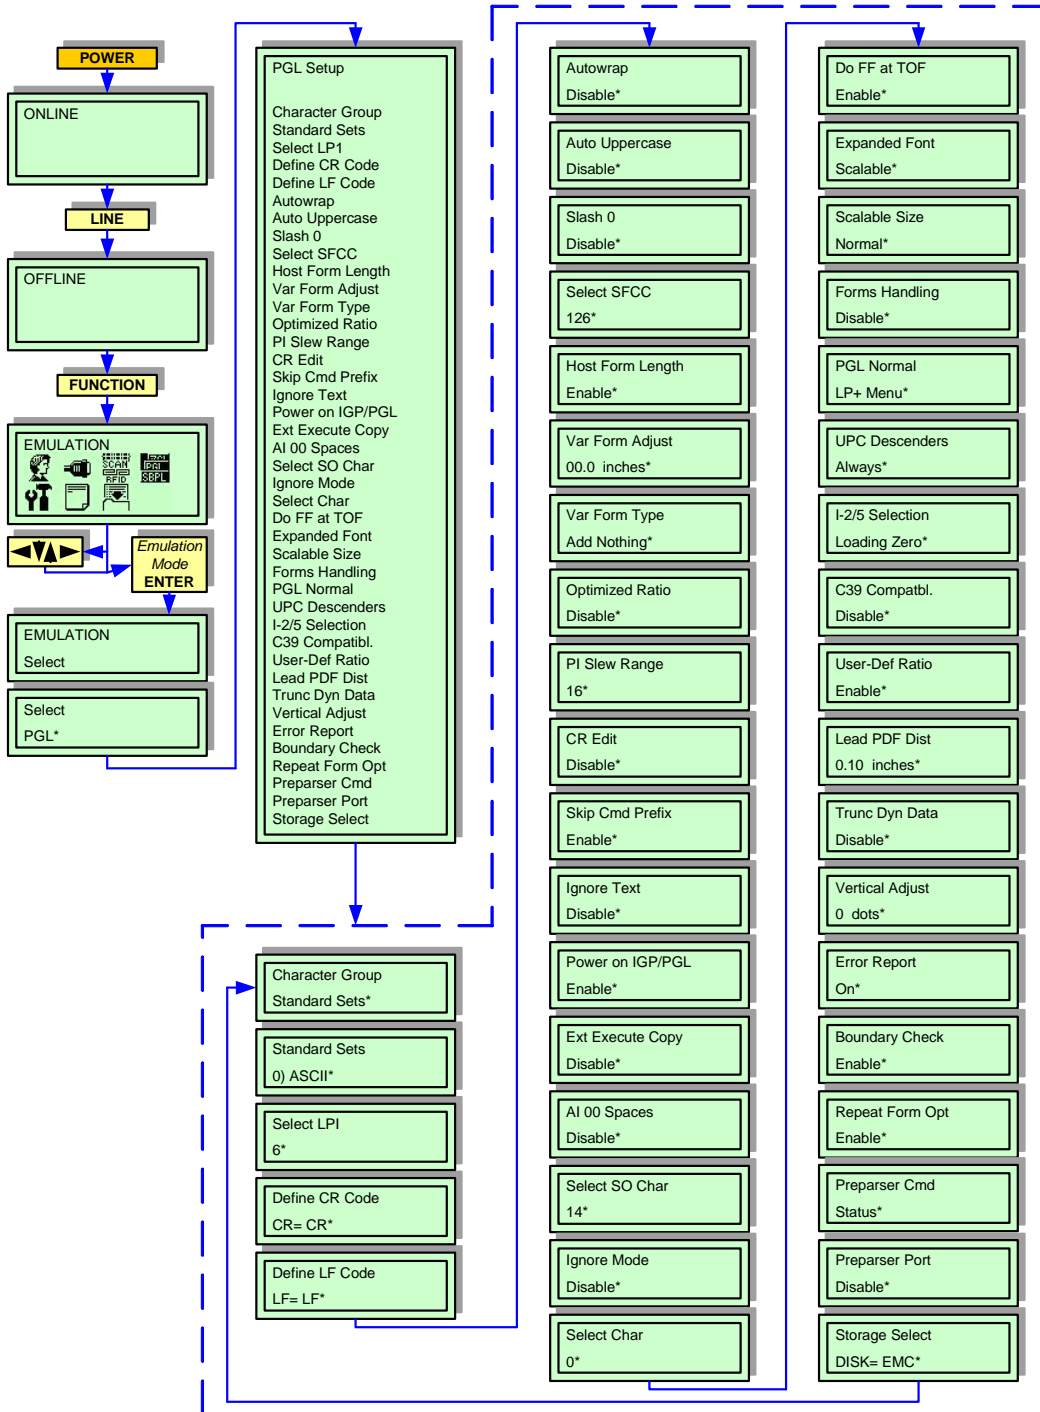 POWER
ONLINE
LINE
OFFLINE
FUNCTION
EMULATION
SCAN
RFID
PGL
SBPL
Emulation
Mode
ENTER
EMULATION
Select
Select
PGL*
PGL Setup
Character Group
Standard Sets
Select LP1
Define CR Code
Define LF Code
Autowrap
Auto Uppercase
Slash 0
Select SFCC
Host Form Length
Var Form Adjust
Var Form Type
Optimized Ratio
PI Slew Range
CR Edit
Skip Cmd Prefix
Ignore Text
Power on IGP/PGL
Ext Execute Copy
AI 00 Spaces
Select SO Char
Ignore Mode
Select Char
Do FF at TOF
Expanded Font
Scalable Size
Forms Handling
PGL Normal
UPC Descenders
I-2/5 Selection
C39 Compatibl.
User-Def Ratio
Lead PDF Dist
Trunc Dyn Data
Vertical Adjust
Error Report
Boundary Check
Repeat Form Opt
Preparser Cmd
Preparser Port
Storage Select
Character Group
Standard Sets*
Standard Sets
0) ASCII*
Select LPI
6*
Define CR Code
CR= CR*
Define LF Code
LF= LF*
Autowrap
Disable*
Auto Uppercase
Disable*
Slash 0
Disable*
Select SFCC
126*
Host Form Length
Enable*
Var Form Adjust
00.0 inches*
Var Form Type
Add Nothing*
Optimized Ratio
Disable*
PI Slew Range
16*
CR Edit
Disable*
Skip Cmd Prefix
Enable*
Ignore Text
Disable*
Power on IGP/PGL
Enable*
Ext Execute Copy
Disable*
AI 00 Spaces
Disable*
Select SO Char
14*
Ignore Mode
Disable*
Select Char
0*
Do FF at TOF
Enable*
Expanded Font
Scalable*
Scalable Size
Normal*
Forms Handling
Disable*
PGL Normal
LP+ Menu*
UPC Descenders
Always*
I-2/5 Selection
Loading Zero*
C39 Compatbl.
Disable*
User-Def Ratio
Enable*
Lead PDF Dist
0.10 inches*
Trunc Dyn Data
Disable*
Vertical Adjust
0 dots*
Error Report
On*
Boundary Check
Enable*
Repeat Form Opt
Enable*
Preparser Cmd
Status*
Preparser Port
Disable*
Storage Select
DISK= EMC*